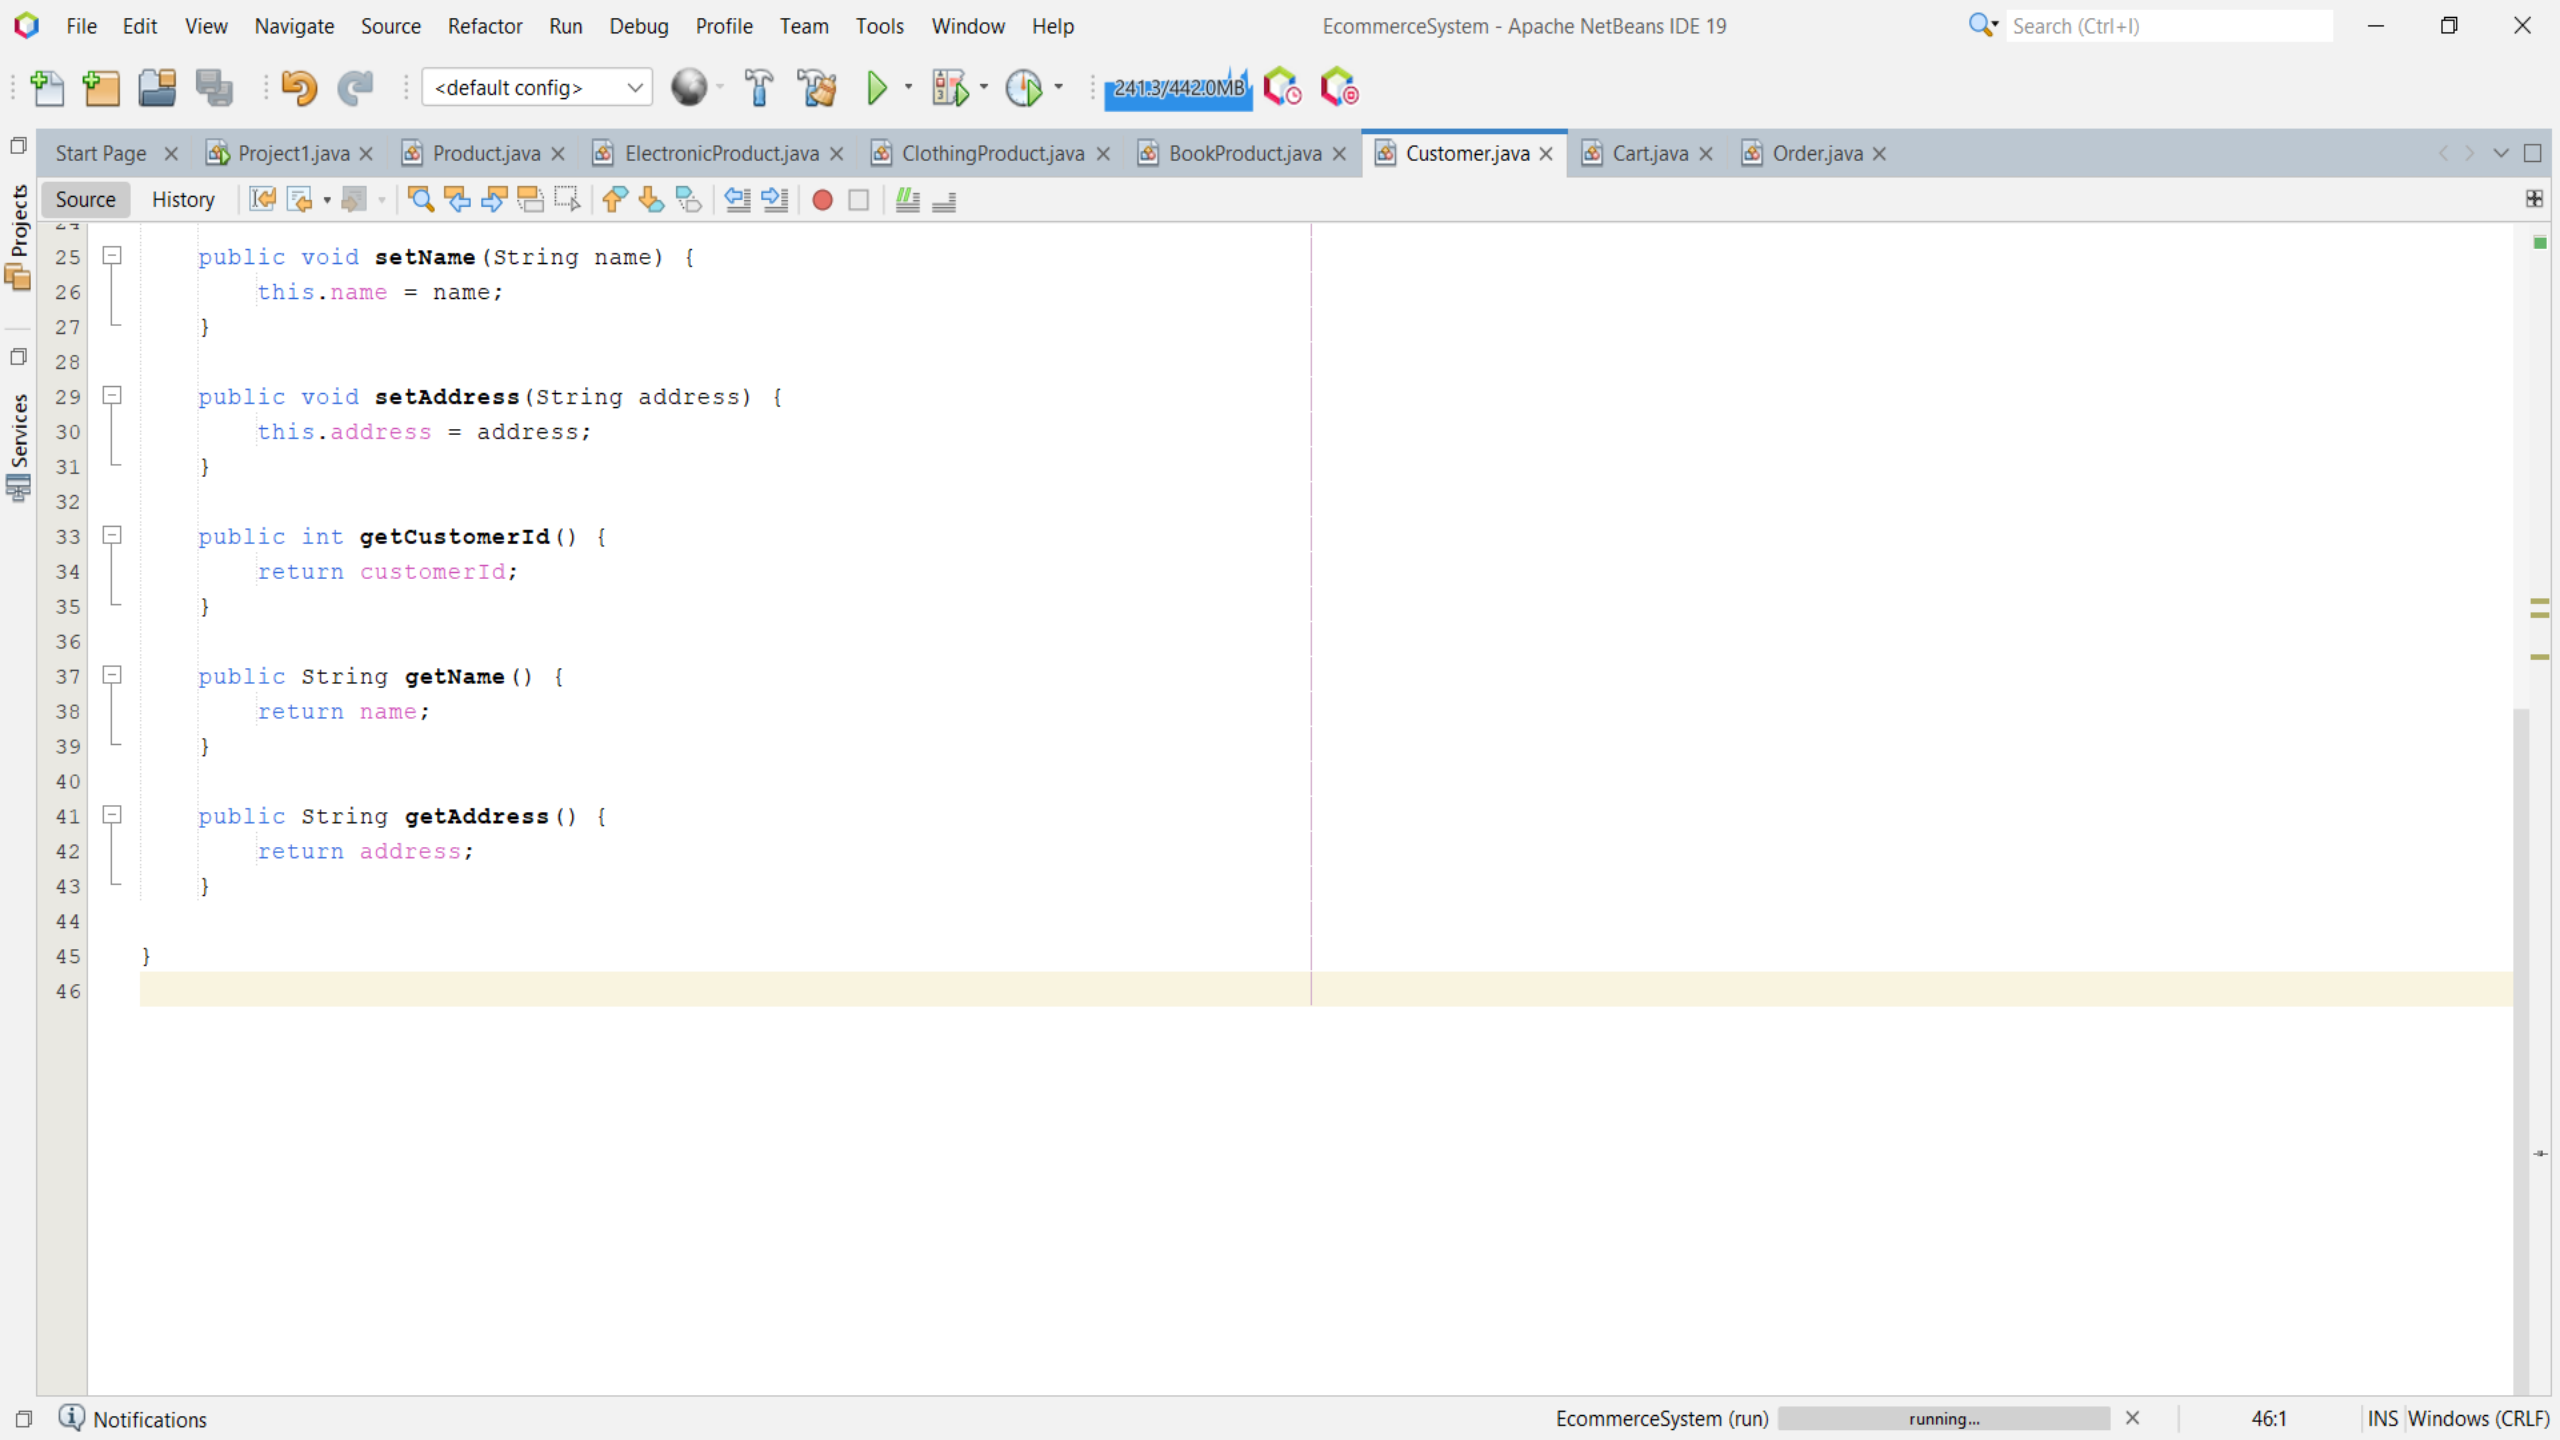 File Edit View Navigate Source Refactor Run Debug Profile Team Tools Window Help EcommerceSystem - Apache NetBeans IDE 19 Search (Ctrl+I)
<default config> 241.3/442.0MB
Start Page Project1.java Product.java ElectronicProduct.java ClothingProduct.java BookProduct.java Customer.java Cart.java Order.java
Source History
Projects
Services
24
25 public void setName(String name) {
26 this.name = name;
27 }
28
29 public void setAddress(String address) {
30 this.address = address;
31 }
32
33 public int getCustomerId() {
34 return customerId;
35 }
36
37 public String getName() {
38 return name;
39 }
40
41 public String getAddress() {
42 return address;
43 }
44
45 }
46
Notifications EcommerceSystem (run) running... 46:1 INS Windows (CRLF)